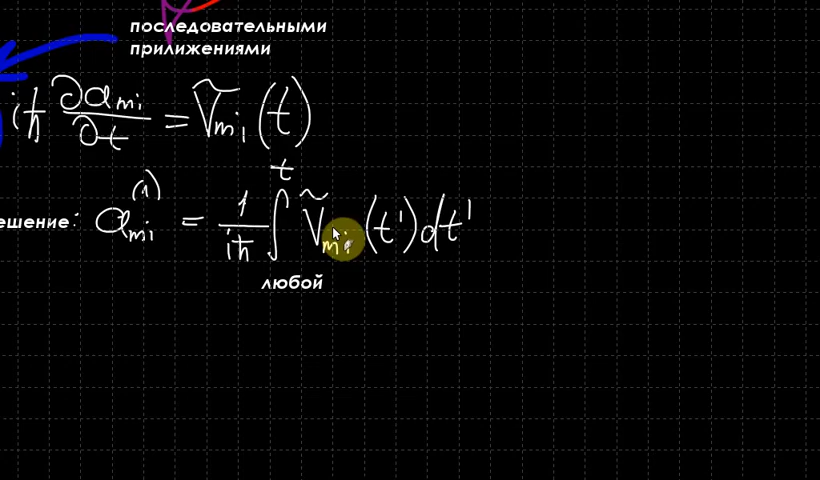 последовательными
прилижениями
iħ ∂a_mi/∂t = Ṽ_mi (t)
ешение: a_mi^(1) = 1/iħ ∫^t Ṽ_mi (t') dt'
любой